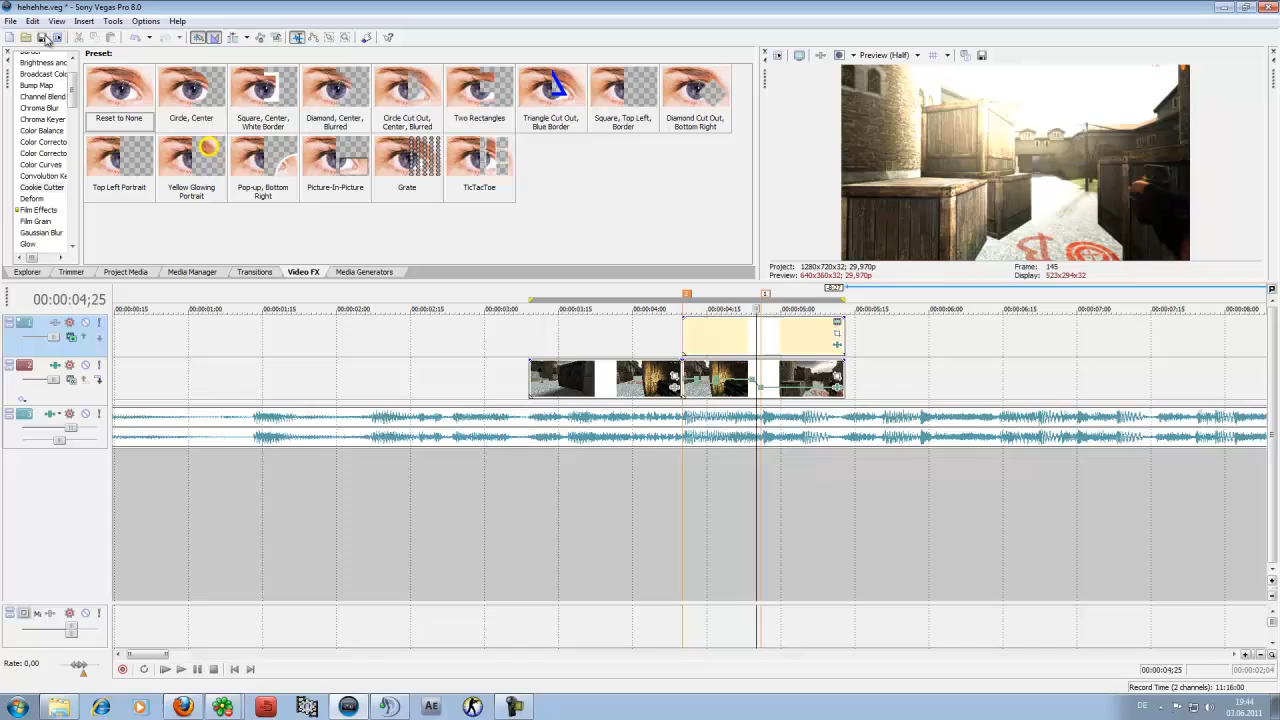 hehehhe.veg * - Sony Vegas Pro 8.0
File Edit View Insert Tools Options Help
Preset:
Preview (Half)
Brightness and
Broadcast Colo
Bump Map
Channel Blend
Chroma Blur
Chroma Keyer
Color Balance
Color Correcto
Color Correcto
Color Curves
Convolution Ke
Cookie Cutter
Deform
Film Effects
Film Grain
Gaussian Blur
Glow
Reset to None
Circle, Center
Square, Center,
White Border
Diamond, Center,
Blurred
Circle Cut Out,
Center, Blurred
Two Rectangles
Triangle Cut Out,
Blue Border
Square, Top Left,
Border
Diamond Cut Out,
Bottom Right
Top Left Portrait
Yellow Glowing
Portrait
Pop-up, Bottom
Right
Picture-In-Picture
Grate
TicTacToe
Project: 1280x720x32; 29,970p
Frame: 145
Preview: 640x360x32; 29,970p
Display: 523x294x32
Explorer Trimmer Project Media Media Manager Transitions Video FX Media Generators
00:00:04;25
-8:27
2
1
00:00:00;15 00:00:01;00 00:00:01;15 00:00:02;00 00:00:02;15 00:00:03;00 00:00:03;15 00:00:04;00 00:00:04;15 00:00:05;00 00:00:05;15 00:00:06;00 00:00:06;15 00:00:07;00 00:00:07;15 00:00:08;00
1
2
3
Rate: 0,00
00:00:04;25
00:00:02;04
Record Time (2 channels): 11:16:00
Ae
DE
19:44
03.06.2011